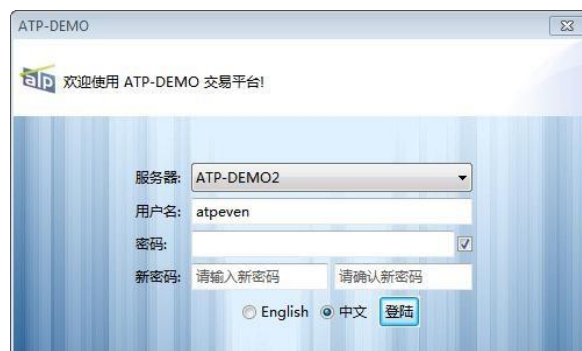 ATP-DEMO
atp 欢迎使用 ATP-DEMO 交易平台!
服务器: ATP-DEMO2
用户名: atpeven
密码:
新密码: 请输入新密码 请确认新密码
English 中文 登陆